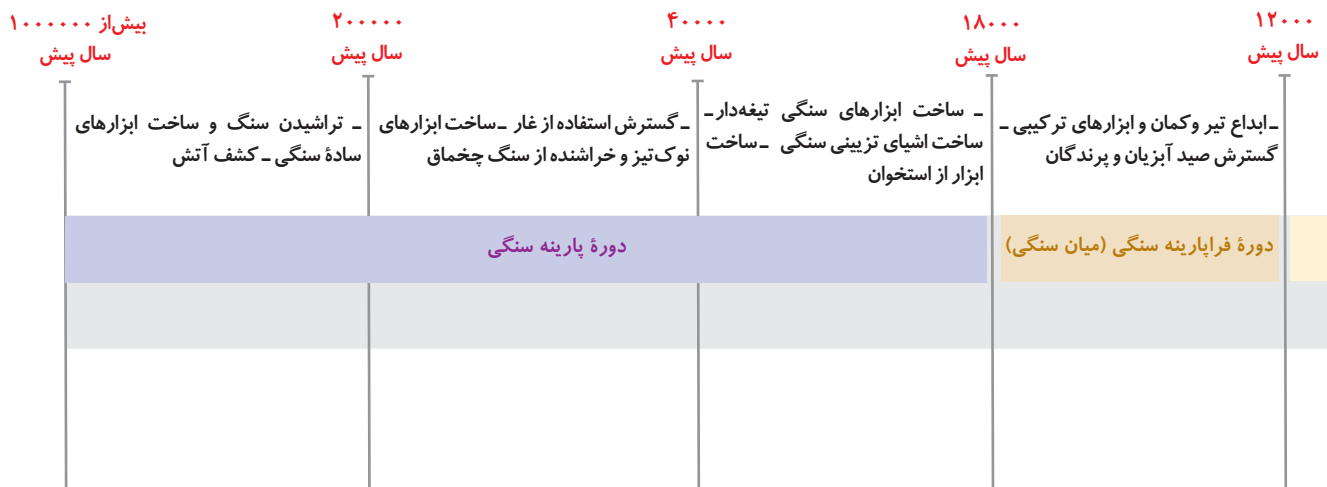 بیش‌از ۱۰۰۰۰۰۰
سال پیش
۲۰۰۰۰۰
سال پیش
۴۰۰۰۰
سال پیش
۱۸۰۰۰
سال پیش
۱۲۰۰۰
سال پیش
ـ تراشیدن سنگ و ساخت ابزارهای
سادهٔ سنگی ـ کشف آتش
ـ گسترش استفاده از غار ـ ساخت ابزارهای
نوک‌تیز و خراشنده از سنگ چخماق
ـ ساخت ابزارهای سنگی تیغه‌دار ـ
ساخت اشیای تزیینی سنگی ـ ساخت
ابزار از استخوان
ـ ابداع تیر و کمان و ابزارهای ترکیبی ـ
گسترش صید آبزیان و پرندگان
دورهٔ پارینه سنگی
دورهٔ فراپارینه سنگی (میان سنگی)